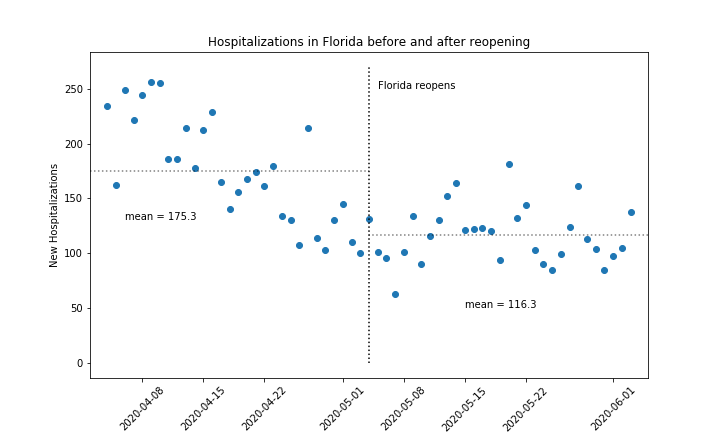 Hospitalizations in Florida before and after reopening
New Hospitalizations
250
200
150
100
50
0
Florida reopens
mean = 175.3
mean = 116.3
2020-04-08
2020-04-15
2020-04-22
2020-05-01
2020-05-08
2020-05-15
2020-05-22
2020-06-01